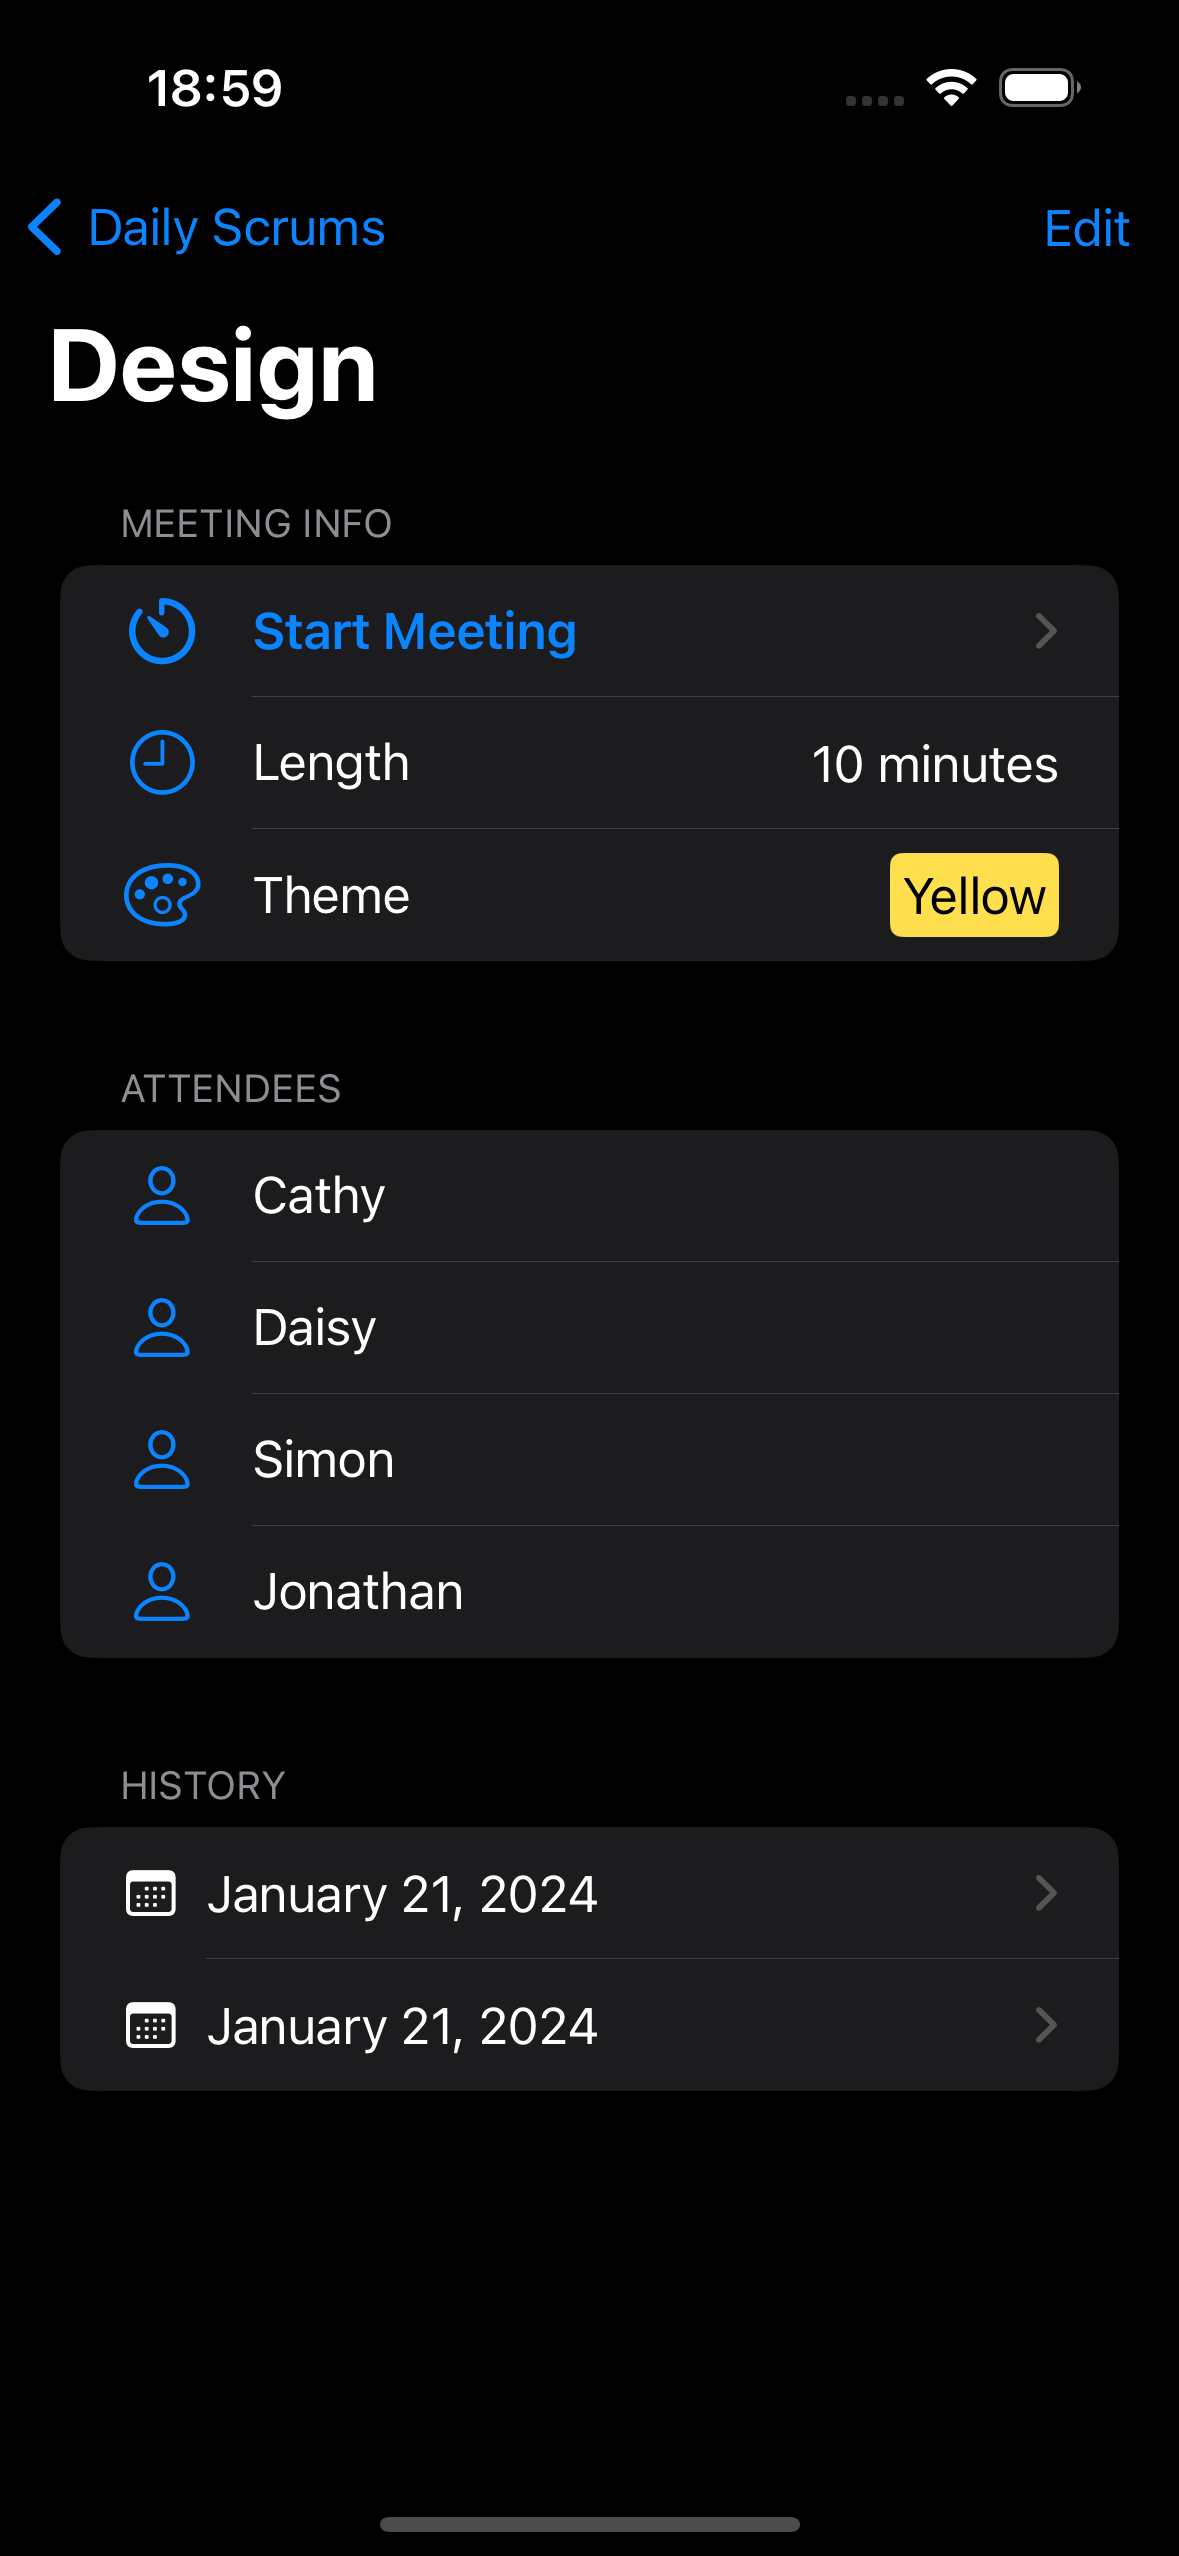 18:59
Daily Scrums
Edit
Design
MEETING INFO
Start Meeting
Length
10 minutes
Theme
Yellow
ATTENDEES
Cathy
Daisy
Simon
Jonathan
HISTORY
January 21, 2024
January 21, 2024